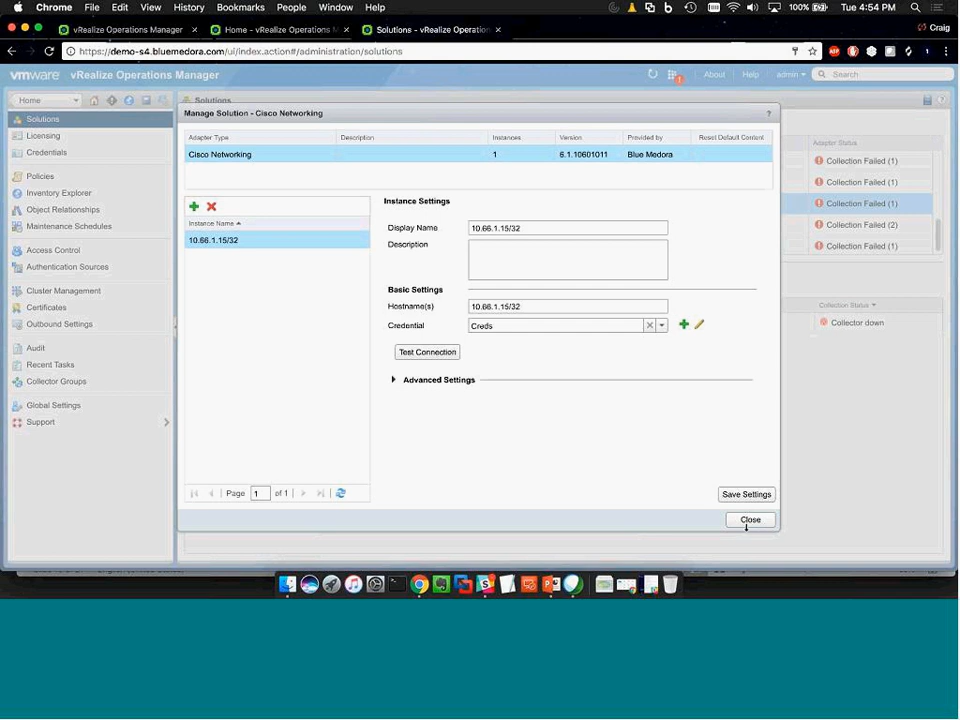 Chrome File Edit View History Bookmarks People Window Help 100% Tue 4:54 PM
vRealize Operations Manager × Home - vRealize Operations M × Solutions - vRealize Operation × Craig
https://demo-s4.bluemedora.com/ui/index.action#/administration/solutions
vmware vRealize Operations Manager About Help admin Search
Home Solutions
Solutions
Licensing
Credentials
Policies
Inventory Explorer
Object Relationships
Maintenance Schedules
Access Control
Authentication Sources
Cluster Management
Certificates
Outbound Settings
Audit
Recent Tasks
Collector Groups
Global Settings
Support
Manage Solution - Cisco Networking ?
Adapter Type Description Instances Version Provided by Reset Default Content
Cisco Networking 1 6.1.10601011 Blue Medora
Instance Name
10.66.1.15/32
Page 1 of 1
Instance Settings
Display Name 10.66.1.15/32
Description
Basic Settings
Hostname(s) 10.66.1.15/32
Credential Creds
Test Connection
Advanced Settings
Save Settings
Close
Adapter Status
Collection Failed (1)
Collection Failed (1)
Collection Failed (1)
Collection Failed (2)
Collection Failed (1)
Collection Status
Collector down